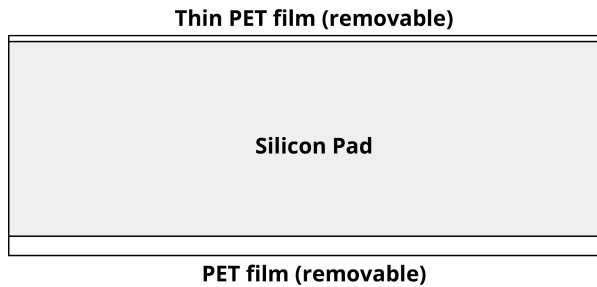 Thin PET film (removable)
Silicon Pad
PET film (removable)